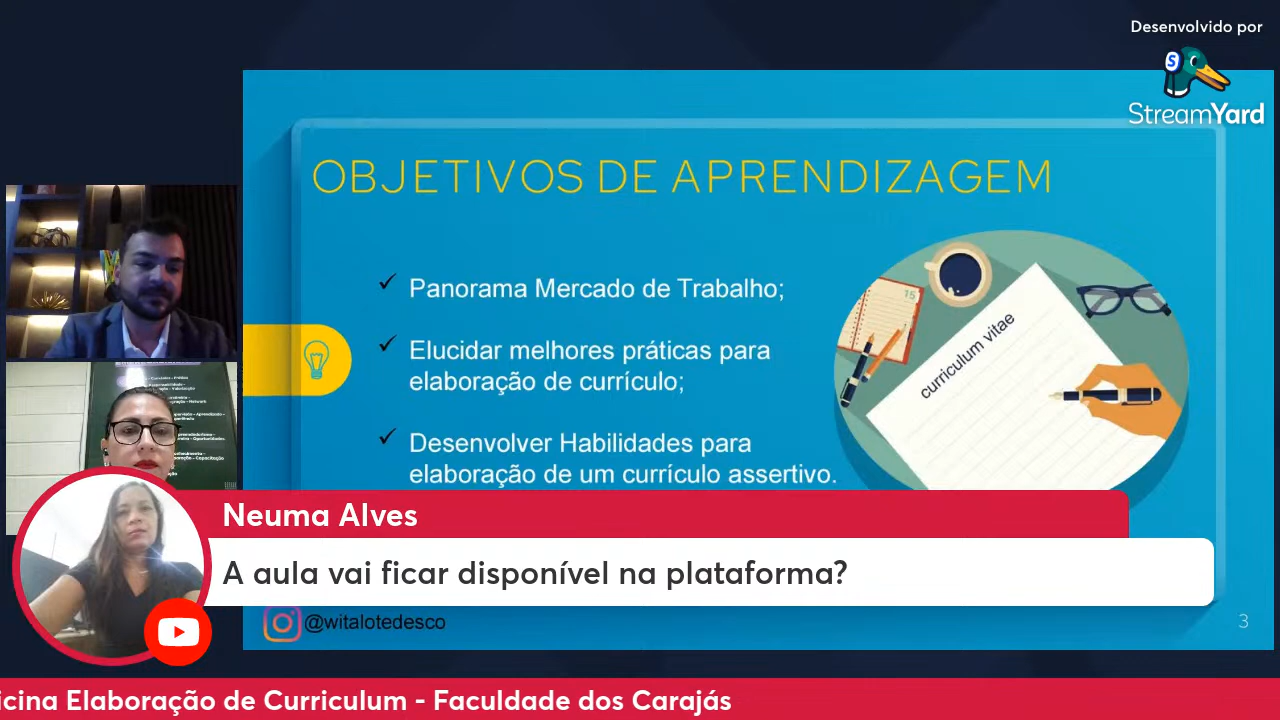 Desenvolvido por
StreamYard
OBJETIVOS DE APRENDIZAGEM
Panorama Mercado de Trabalho;
Elucidar melhores práticas para
elaboração de currículo;
Desenvolver Habilidades para
elaboração de um currículo assertivo.
15
curriculum vitae
Neuma Alves
A aula vai ficar disponível na plataforma?
@witalotedesco
3
icina Elaboração de Curriculum - Faculdade dos Carajás